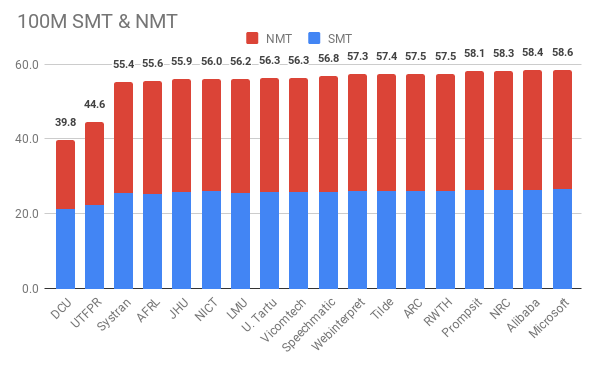 100M SMT & NMT
NMT SMT
39.8 44.6 55.4 55.6 55.9 56.0 56.2 56.3 56.3 56.8 57.3 57.4 57.5 57.5 58.1 58.3 58.4 58.6
60.0
40.0
20.0
0.0
DCU UTFPR Systran AFRL JHU NICT LMU U. Tartu Vicomtech Speechmatic Webinterpret Tilde ARC RWTH Prompsit NRC Alibaba Microsoft